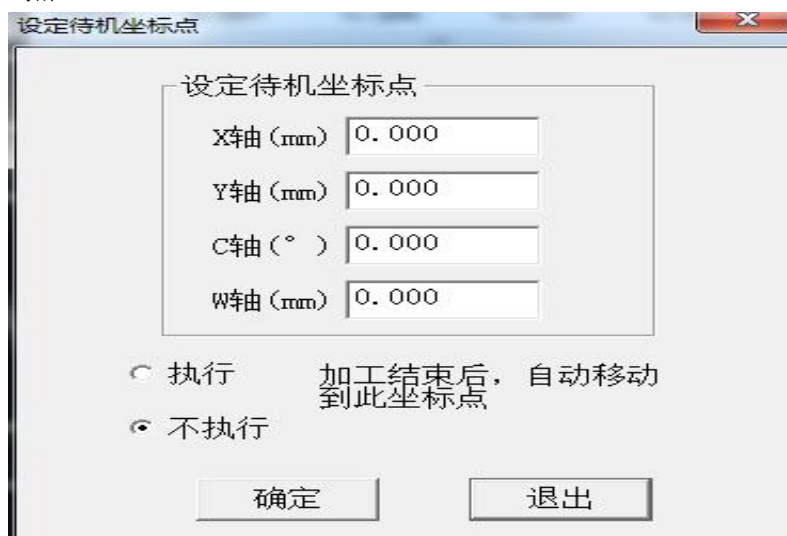 设定待机坐标点
设定待机坐标点
X轴(mm) 0.000
Y轴(mm) 0.000
C轴(° ) 0.000
W轴(mm) 0.000
执行
加工结束后, 自动移动
到此坐标点
不执行
确定
退出